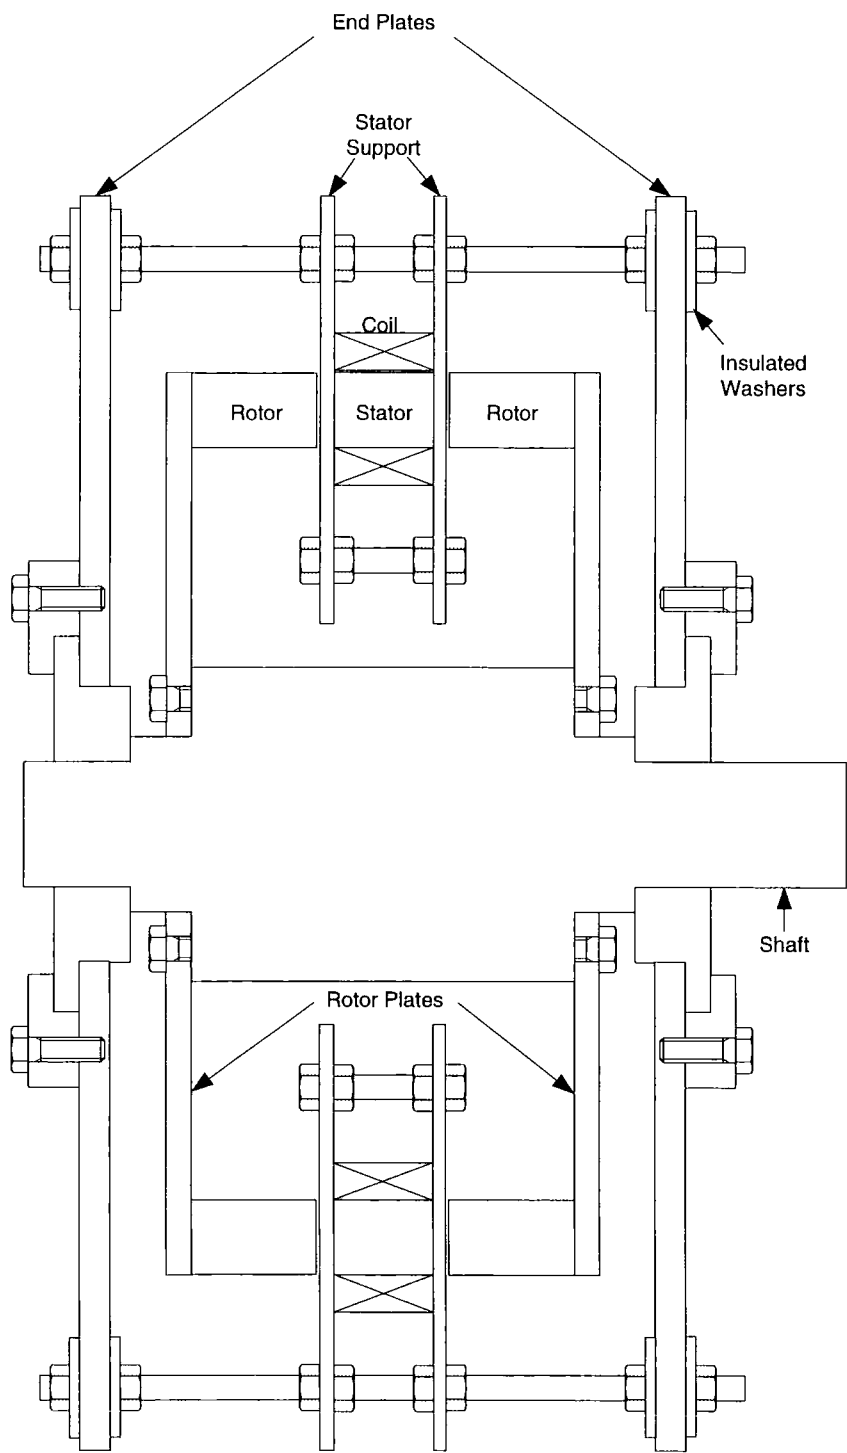 End Plates
Stator
Support
Coil
Insulated
Washers
Rotor
Stator
Rotor
Shaft
Rotor Plates